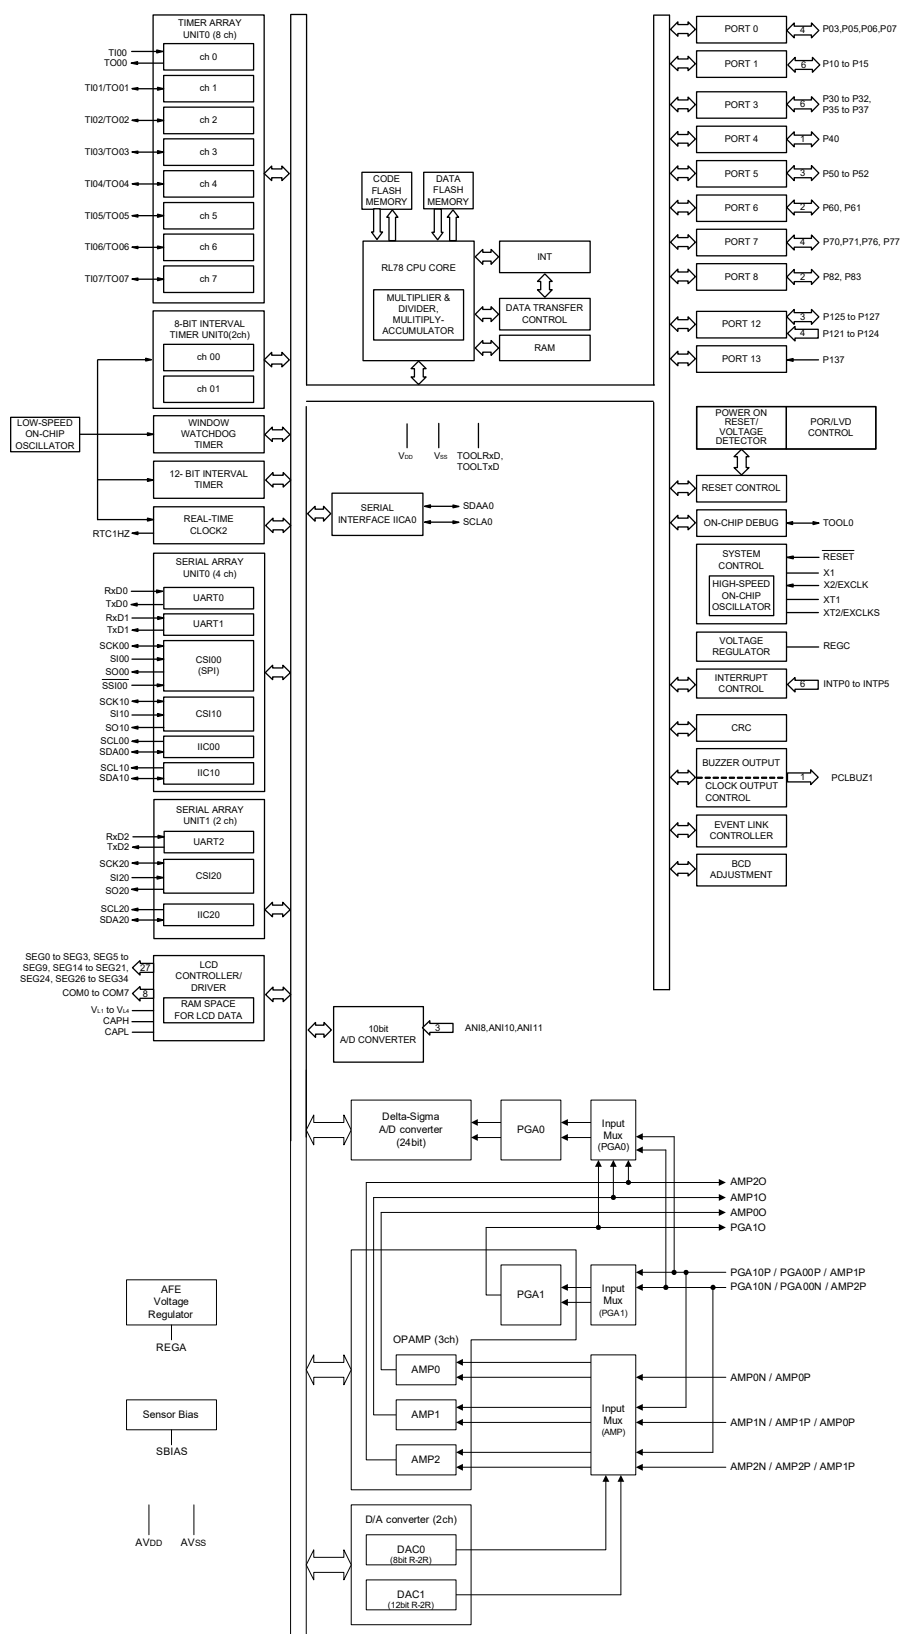 TIMER ARRAY
UNIT0 (8 ch)
TI00
TO00
ch 0
TI01/TO01
ch 1
TI02/TO02
ch 2
TI03/TO03
ch 3
TI04/TO04
ch 4
TI05/TO05
ch 5
TI06/TO06
ch 6
TI07/TO07
ch 7
8-BIT INTERVAL
TIMER UNIT0(2ch)
ch 00
ch 01
LOW-SPEED
ON-CHIP
OSCILLATOR
WINDOW
WATCHDOG
TIMER
12- BIT INTERVAL
TIMER
REAL-TIME
CLOCK2
RTC1HZ
SERIAL ARRAY
UNIT0 (4 ch)
RxD0
TxD0
UART0
RxD1
TxD1
UART1
SCK00
SI00
SO00
SSI00
CSI00
(SPI)
SCK10
SI10
SO10
CSI10
SCL00
SDA00
IIC00
SCL10
SDA10
IIC10
SERIAL ARRAY
UNIT1 (2 ch)
RxD2
TxD2
UART2
SCK20
SI20
SO20
CSI20
SCL20
SDA20
IIC20
SEG0 to SEG3, SEG5 to
SEG9, SEG14 to SEG21,
SEG24, SEG26 to SEG34
27
COM0 to COM7
8
VL1 to VL4
CAPH
CAPL
LCD
CONTROLLER/
DRIVER
RAM SPACE
FOR LCD DATA
CODE
FLASH
MEMORY
DATA
FLASH
MEMORY
RL78 CPU CORE
MULTIPLIER &
DIVIDER,
MULITIPLY-
ACCUMULATOR
INT
DATA TRANSFER
CONTROL
RAM
VDD
VSS
TOOLRxD,
TOOLTxD
SERIAL
INTERFACE IICA0
SDAA0
SCLA0
10bit
A/D CONVERTER
3
ANI8,ANI10,ANI11
PORT 0
4
P03,P05,P06,P07
PORT 1
6
P10 to P15
PORT 3
6
P30 to P32,
P35 to P37
PORT 4
1
P40
PORT 5
3
P50 to P52
PORT 6
2
P60, P61
PORT 7
4
P70,P71,P76, P77
PORT 8
2
P82, P83
PORT 12
3
P125 to P127
4
P121 to P124
PORT 13
P137
POWER ON
RESET/
VOLTAGE
DETECTOR
POR/LVD
CONTROL
RESET CONTROL
ON-CHIP DEBUG
TOOL0
SYSTEM
CONTROL
HIGH-SPEED
ON-CHIP
OSCILLATOR
RESET
X1
X2/EXCLK
XT1
XT2/EXCLKS
VOLTAGE
REGULATOR
REGC
INTERRUPT
CONTROL
6
INTP0 to INTP5
CRC
BUZZER OUTPUT
CLOCK OUTPUT
CONTROL
1
PCLBUZ1
EVENT LINK
CONTROLLER
BCD
ADJUSTMENT
Delta-Sigma
A/D converter
(24bit)
PGA0
Input
Mux
(PGA0)
AMP2O
AMP1O
AMP0O
PGA1O
PGA1
Input
Mux
(PGA1)
PGA10P / PGA00P / AMP1P
PGA10N / PGA00N / AMP2P
OPAMP (3ch)
AMP0
AMP1
AMP2
Input
Mux
(AMP)
AMP0N / AMP0P
AMP1N / AMP1P / AMP0P
AMP2N / AMP2P / AMP1P
D/A converter (2ch)
DAC0
(8bit R-2R)
DAC1
(12bit R-2R)
AFE
Voltage
Regulator
REGA
Sensor Bias
SBIAS
AVDD
AVSS